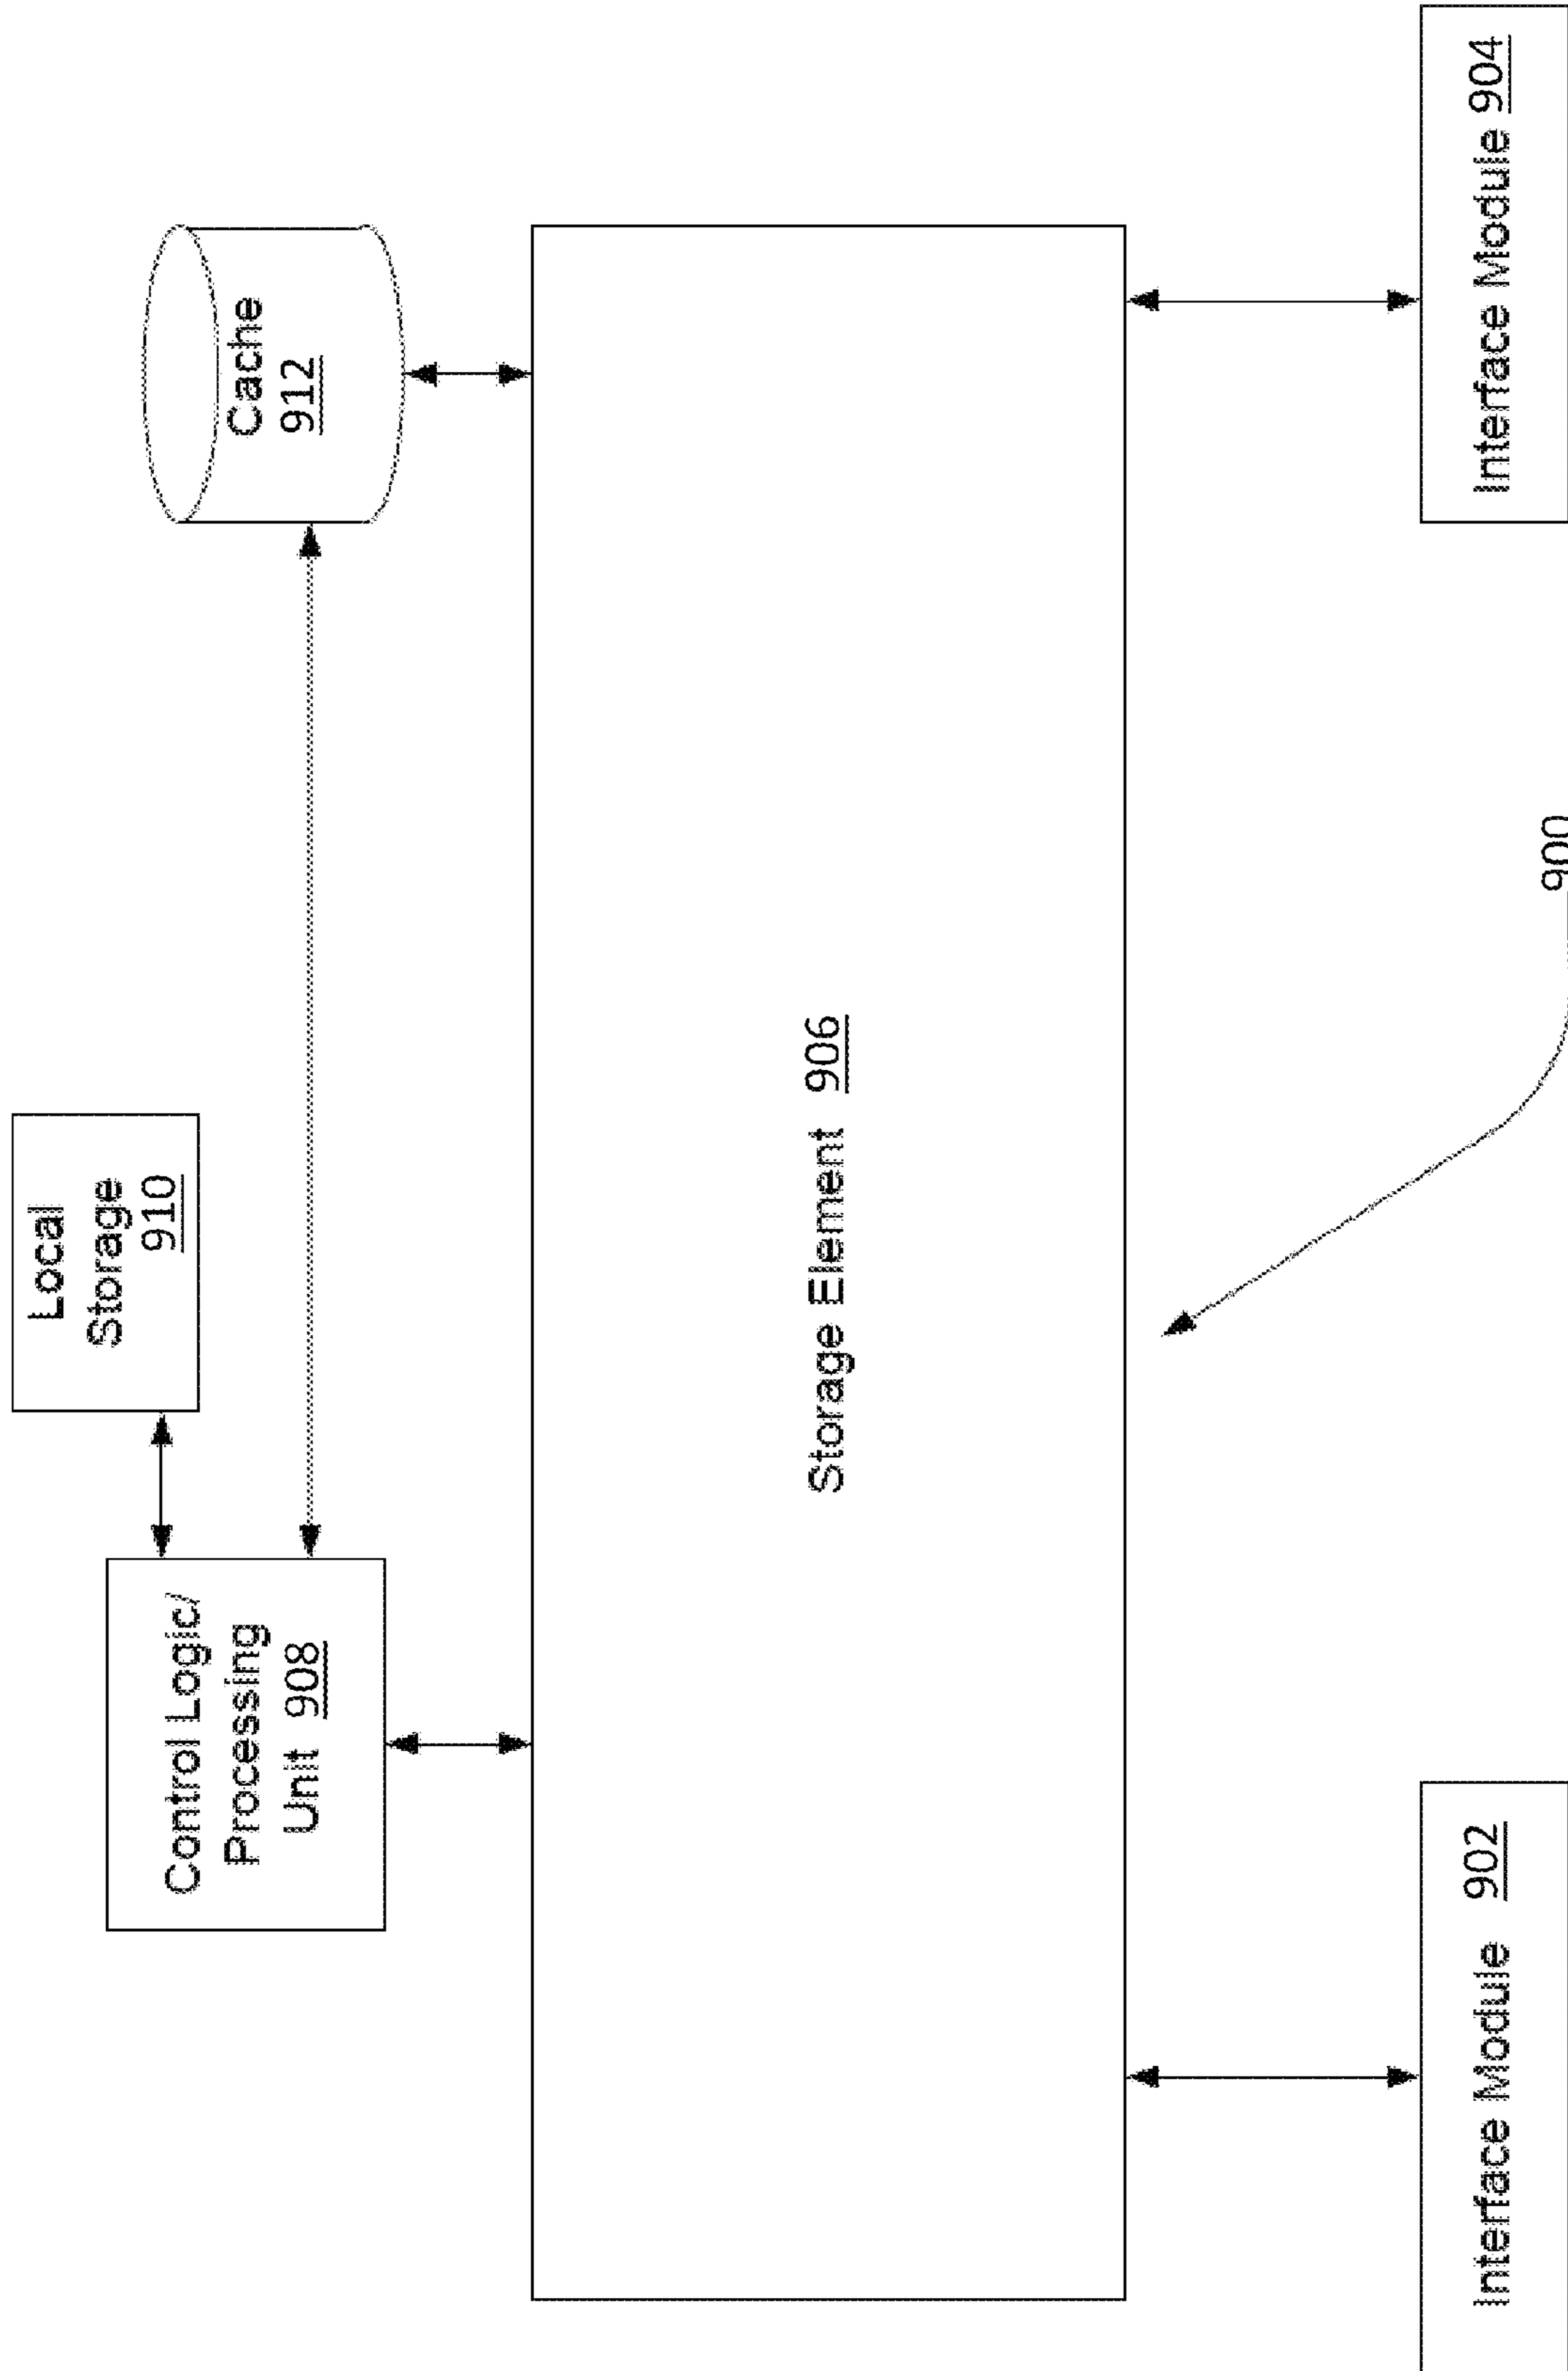 Local
Storage
910
Control Logic/
Processing
Unit 908
Cache
912
Storage Element 906
Interface Module 902
Interface Module 904
900